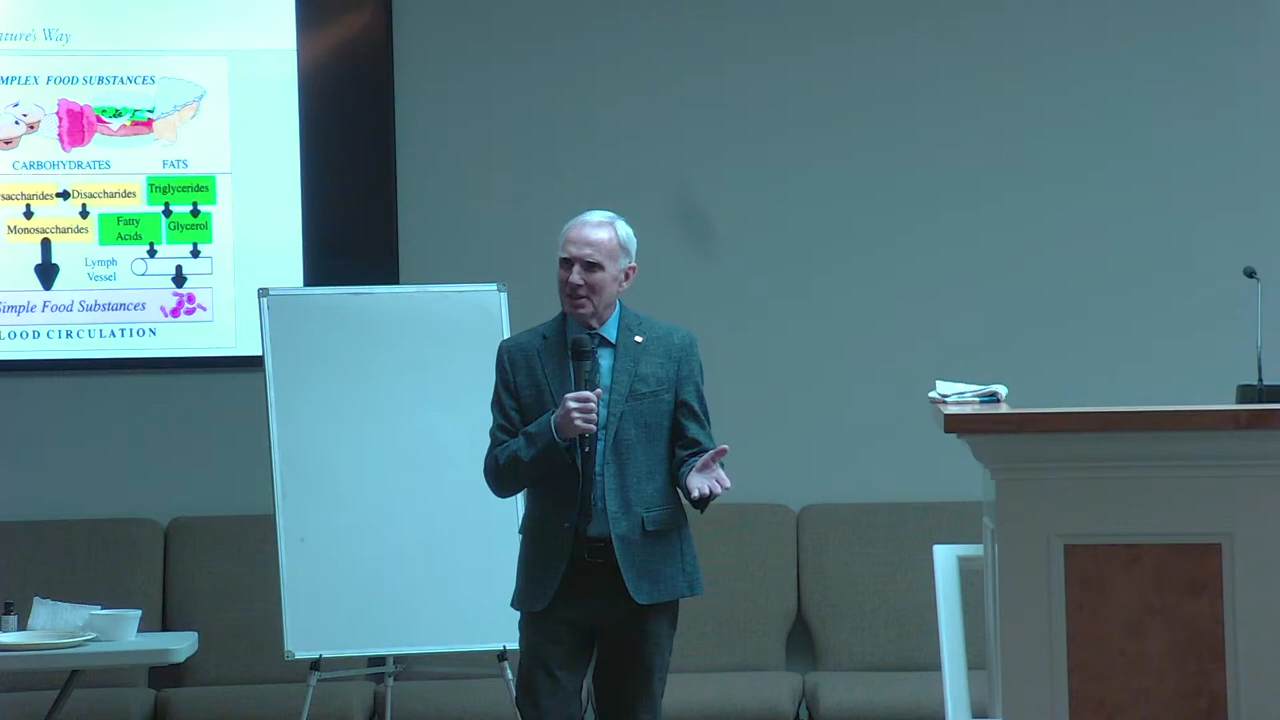 ture's Way
MPLEX FOOD SUBSTANCES
CARBOHYDRATES FATS
saccharides Disaccharides Triglycerides
Monosaccharides Fatty Acids Glycerol
Lymph Vessel
Simple Food Substances
LOOD CIRCULATION